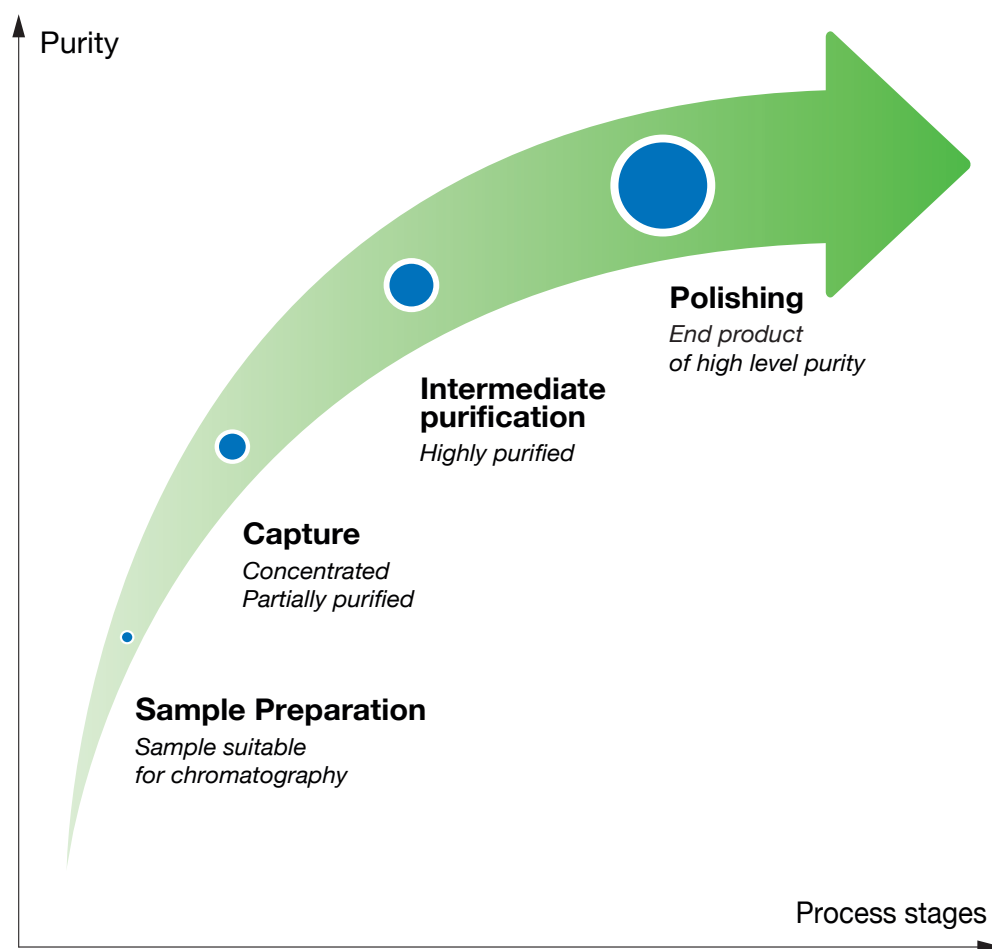 Purity
Polishing
End product
of high level purity
Intermediate
purification
Highly purified
Capture
Concentrated
Partially purified
Sample Preparation
Sample suitable
for chromatography
Process stages